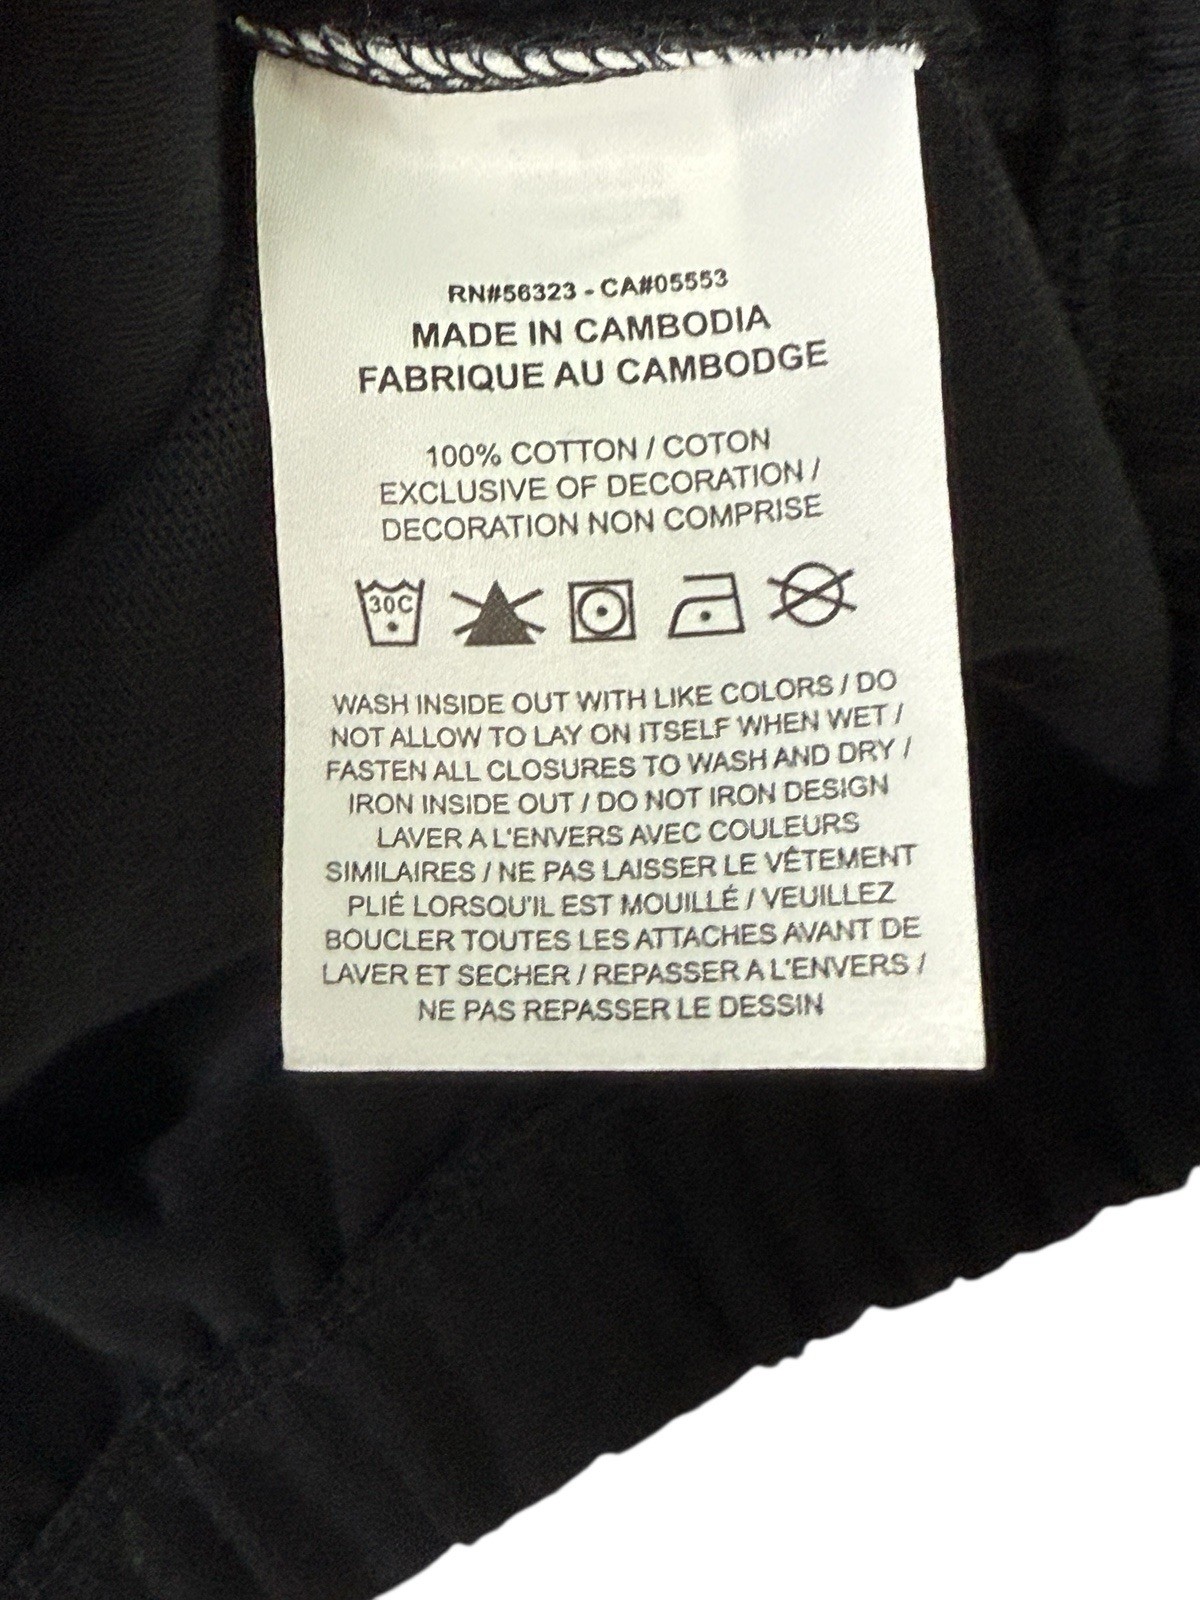 RN#56323 - CA#05553
MADE IN CAMBODIA
FABRIQUE AU CAMBODGE
100% COTTON / COTON
EXCLUSIVE OF DECORATION /
DECORATION NON COMPRISE
30C
WASH INSIDE OUT WITH LIKE COLORS / DO
NOT ALLOW TO LAY ON ITSELF WHEN WET /
FASTEN ALL CLOSURES TO WASH AND DRY /
IRON INSIDE OUT / DO NOT IRON DESIGN
LAVER A L'ENVERS AVEC COULEURS
SIMILAIRES / NE PAS LAISSER LE VÊTEMENT
PLIÉ LORSQU'IL EST MOUILLÉ / VEUILLEZ
BOUCLER TOUTES LES ATTACHES AVANT DE
LAVER ET SECHER / REPASSER A L'ENVERS /
NE PAS REPASSER LE DESSIN